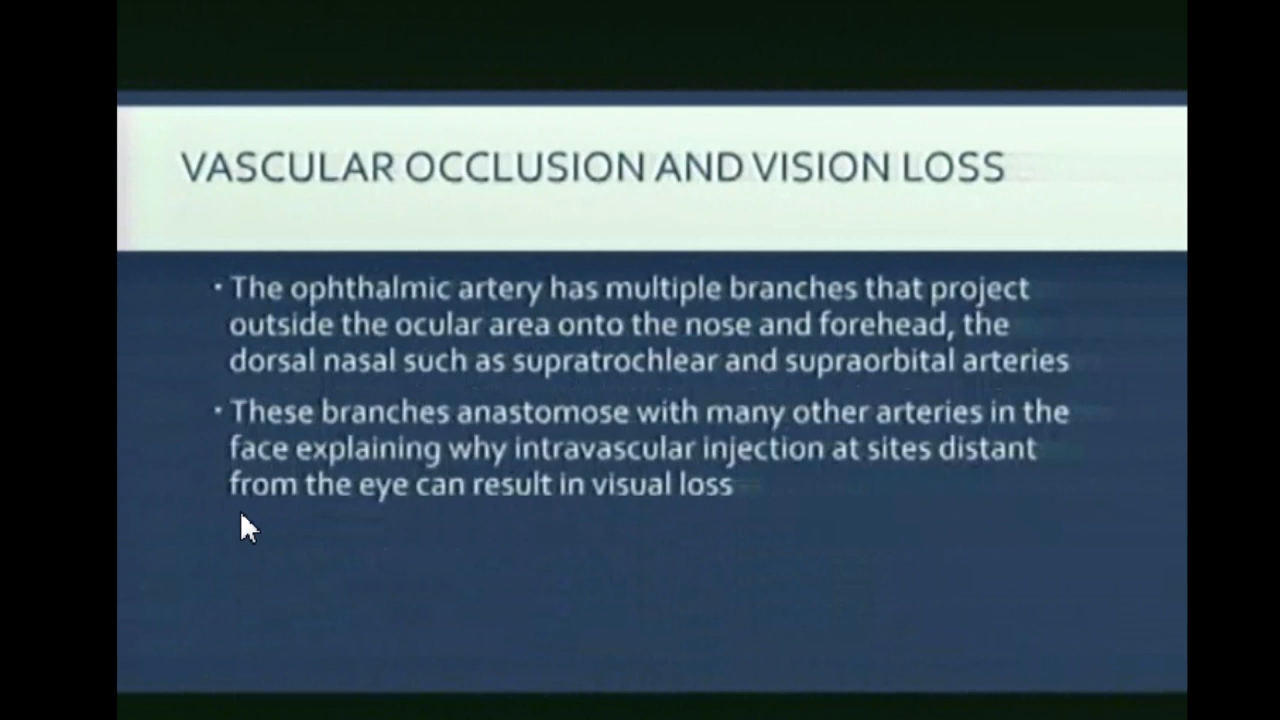 VASCULAR OCCLUSION AND VISION LOSS
· The ophthalmic artery has multiple branches that project
outside the ocular area onto the nose and forehead, the
dorsal nasal such as supratrochlear and supraorbital arteries
· These branches anastomose with many other arteries in the
face explaining why intravascular injection at sites distant
from the eye can result in visual loss